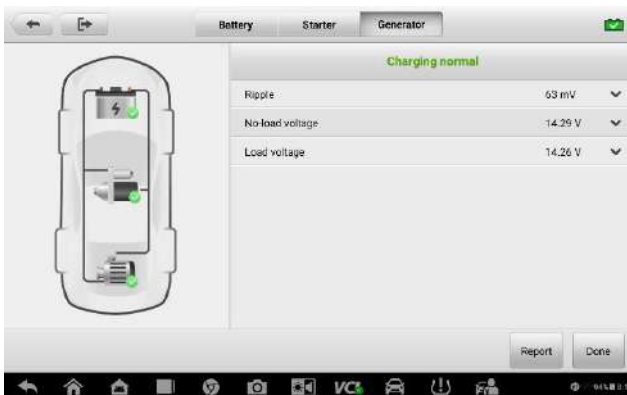 Battery Starter Generator
Charging normal
Ripple 63 mV
No-load voltage 14.29 V
Load voltage 14.26 V
Report Done
VCI